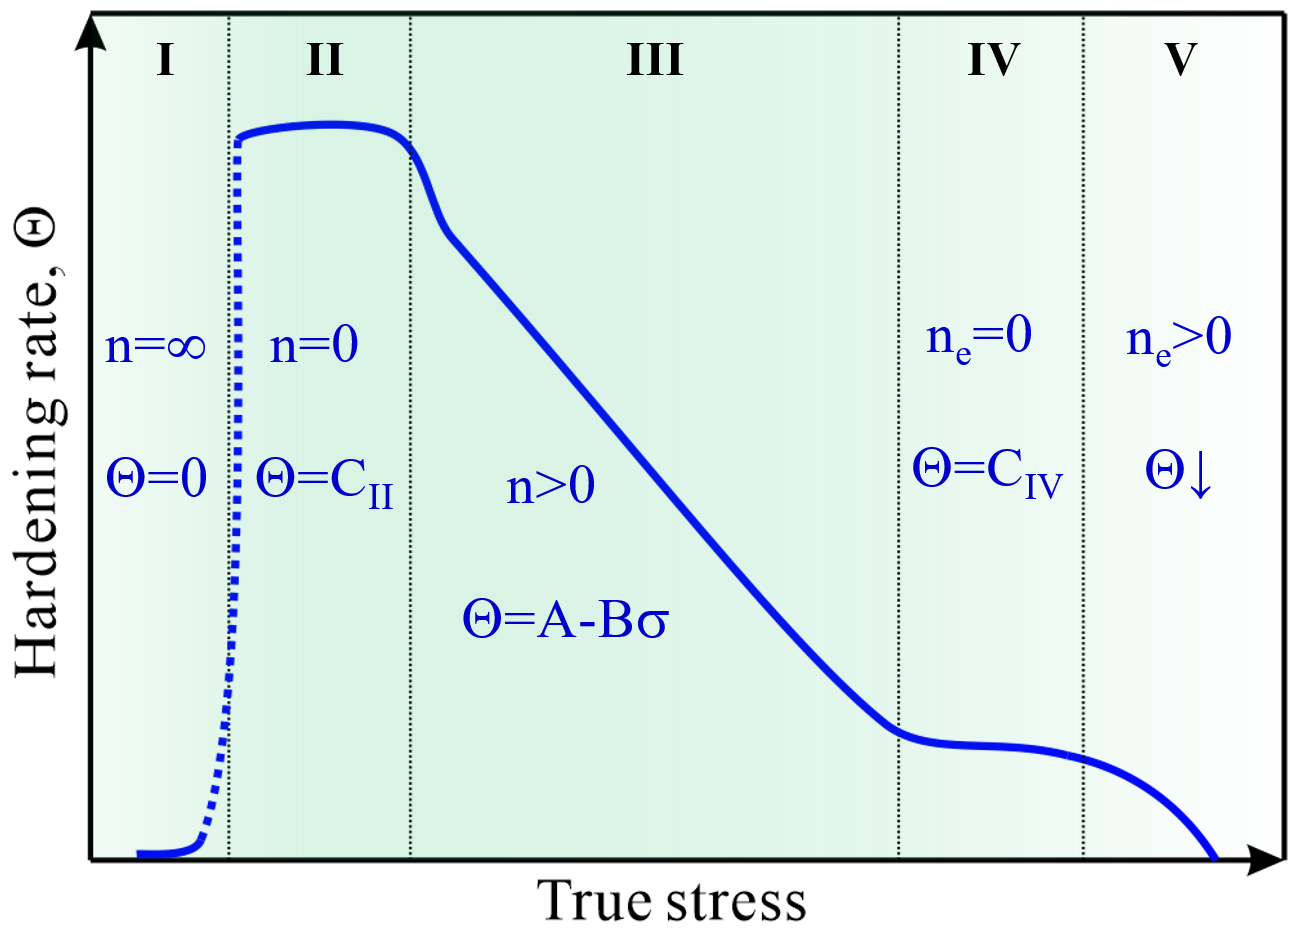 I II III IV V
Hardening rate, Θ
n=∞ n=0 nₑ=0 nₑ>0
Θ=0 Θ=C_II n>0 Θ=C_IV Θ↓
Θ=A-Bσ
True stress